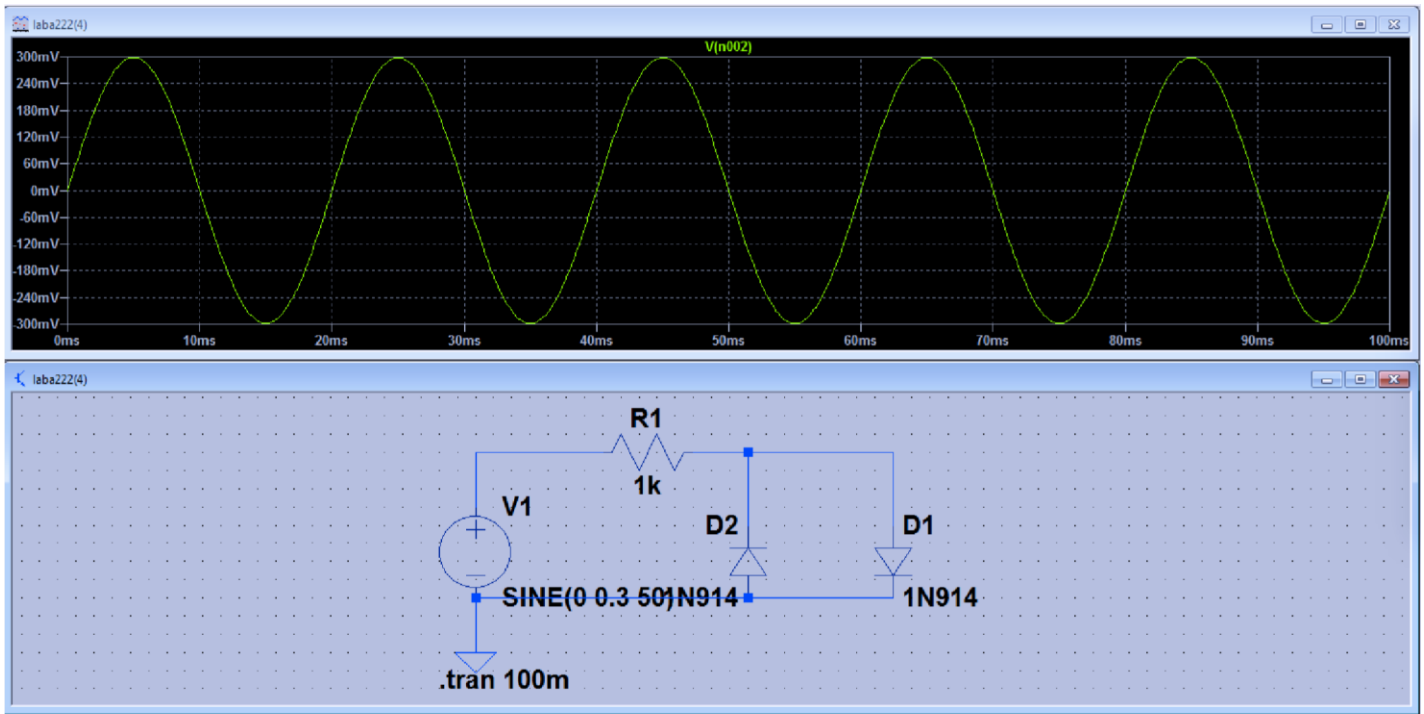 laba222(4)
V(n002)
300mV
240mV
180mV
120mV
60mV
0mV
-60mV
-120mV
-180mV
-240mV
-300mV
0ms 10ms 20ms 30ms 40ms 50ms 60ms 70ms 80ms 90ms 100ms
laba222(4)
R1
1k
V1
D2 D1
SINE(0 0.3 50) 1N914 1N914
.tran 100m